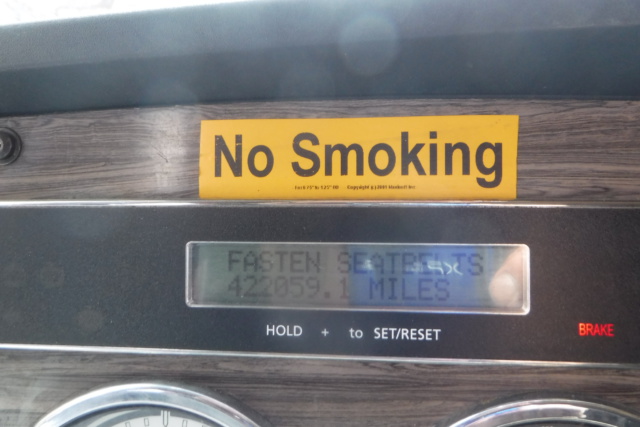 No Smoking
FASTEN SEATBELTS
422059.1 MILES
HOLD + to SET/RESET
BRAKE